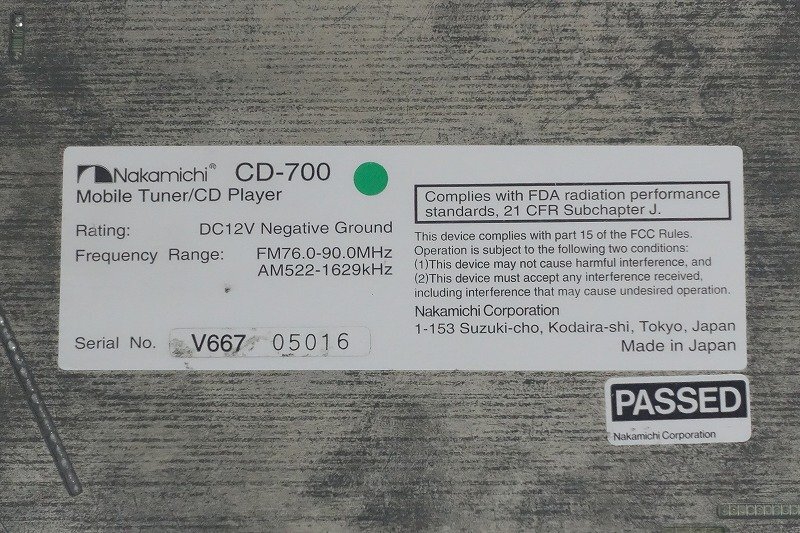 Nakamichi® CD-700
Mobile Tuner/CD Player
Rating: DC12V Negative Ground
Frequency Range: FM76.0-90.0MHz
AM522-1629kHz
Serial No. V667 05016
Complies with FDA radiation performance
standards, 21 CFR Subchapter J.
This device complies with part 15 of the FCC Rules.
Operation is subject to the following two conditions:
(1)This device may not cause harmful interference, and
(2)This device must accept any interference received,
including interference that may cause undesired operation.
Nakamichi Corporation
1-153 Suzuki-cho, Kodaira-shi, Tokyo, Japan
Made in Japan
PASSED
Nakamichi Corporation